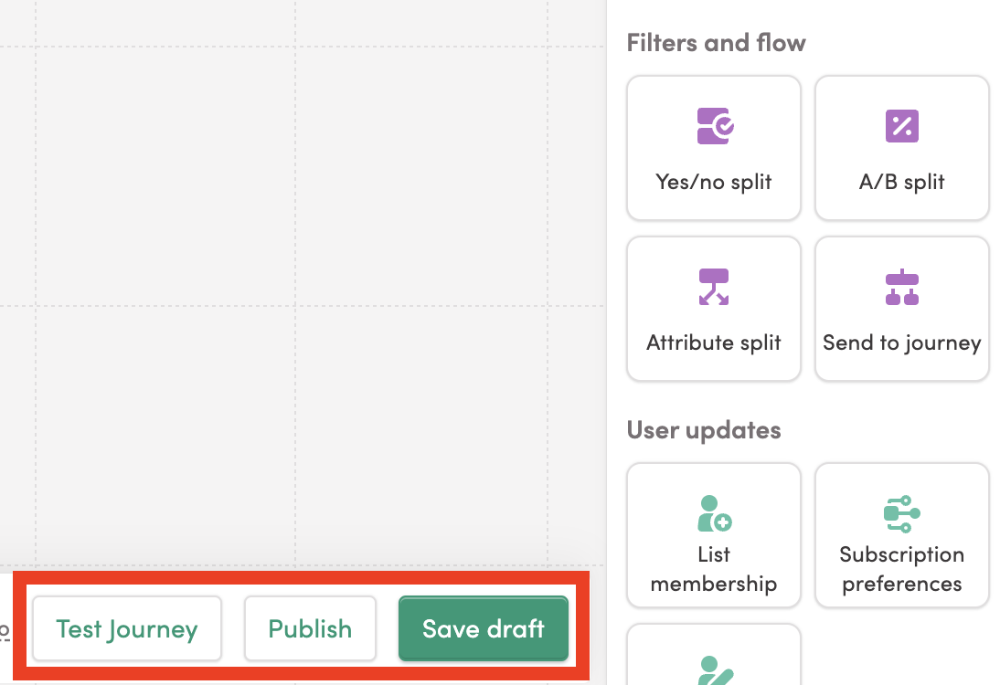 Filters and flow
Yes/no split
A/B split
Attribute split
Send to journey
User updates
List
membership
Subscription
preferences
Test Journey
Publish
Save draft